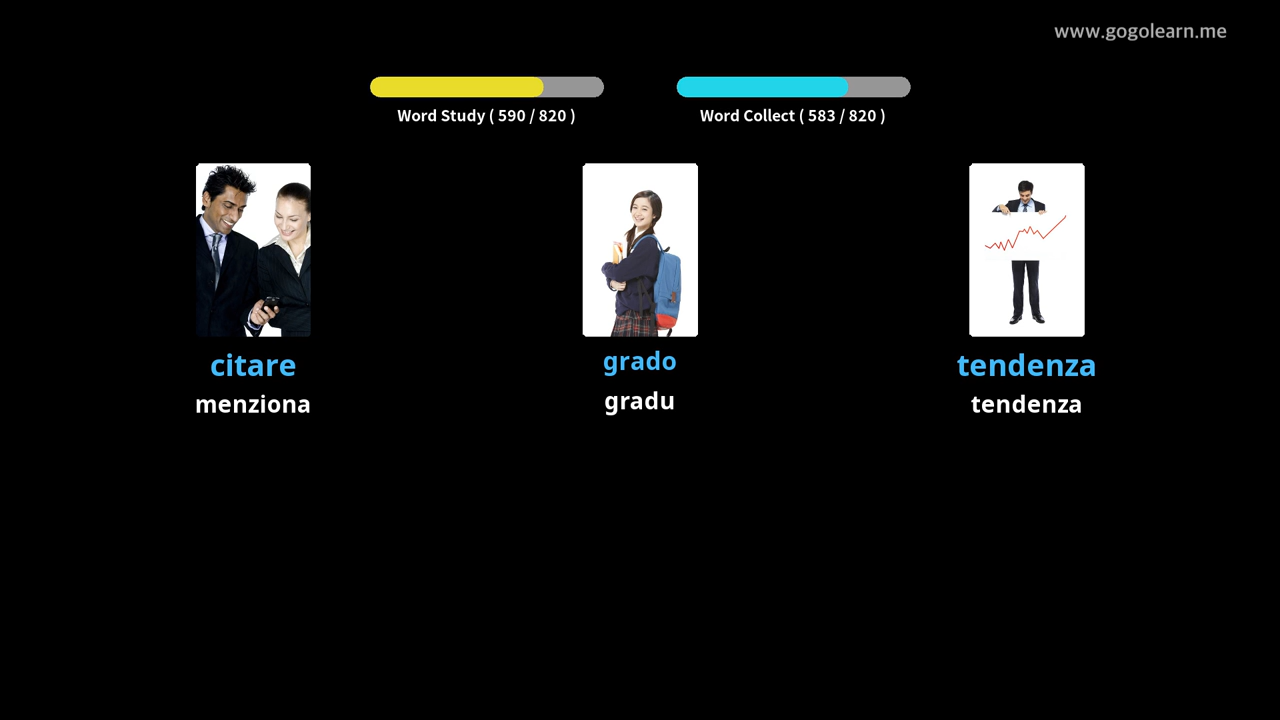 www.gogolearn.me
Word Study ( 590 / 820 )
Word Collect ( 583 / 820 )
citare
menziona
grado
gradu
tendenza
tendenza